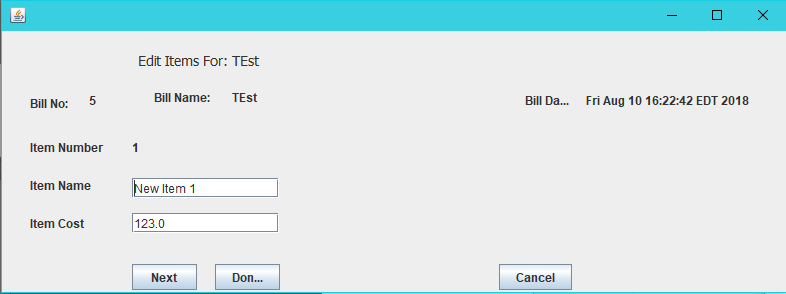 Edit Items For: TEst
Bill No: 5 Bill Name: TEst Bill Da... Fri Aug 10 16:22:42 EDT 2018
Item Number 1
Item Name New Item 1
Item Cost 123.0
Next Don... Cancel